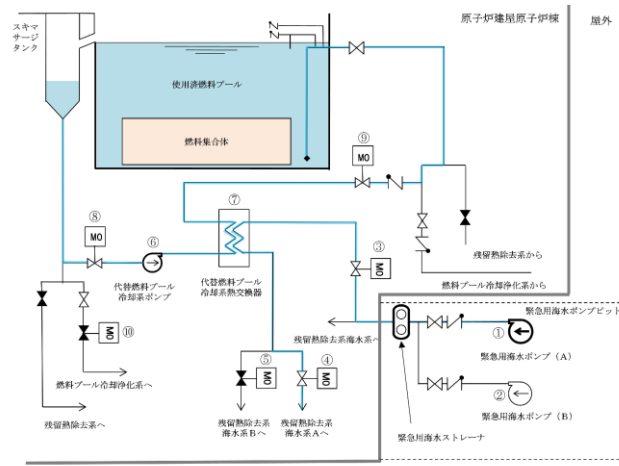 スキマ
サージ
タンク
原子炉建屋原子炉棟
屋外
使用済燃料プール
燃料集合体
⑨
MO
⑦
⑧
MO
⑥
③
MO
代替燃料プール
冷却系ポンプ
代替燃料プール
冷却系熱交換器
残留熱除去系から
燃料プール冷却浄化系から
緊急用海水ポンプピット
①
緊急用海水ポンプ(A)
残留熱除去系海水系へ
MO
⑩
⑤
MO
④
MO
②
緊急用海水ポンプ(B)
燃料プール冷却浄化系へ
残留熱除去系へ
残留熱除去系
海水系Bへ
残留熱除去系
海水系Aへ
緊急用海水ストレーナ